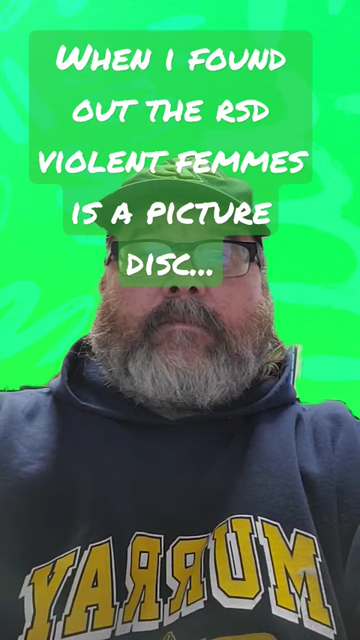 WHEN I FOUND
OUT THE RSD
VIOLENT FEMMES
IS A PICTURE
DISC...
MURRAY